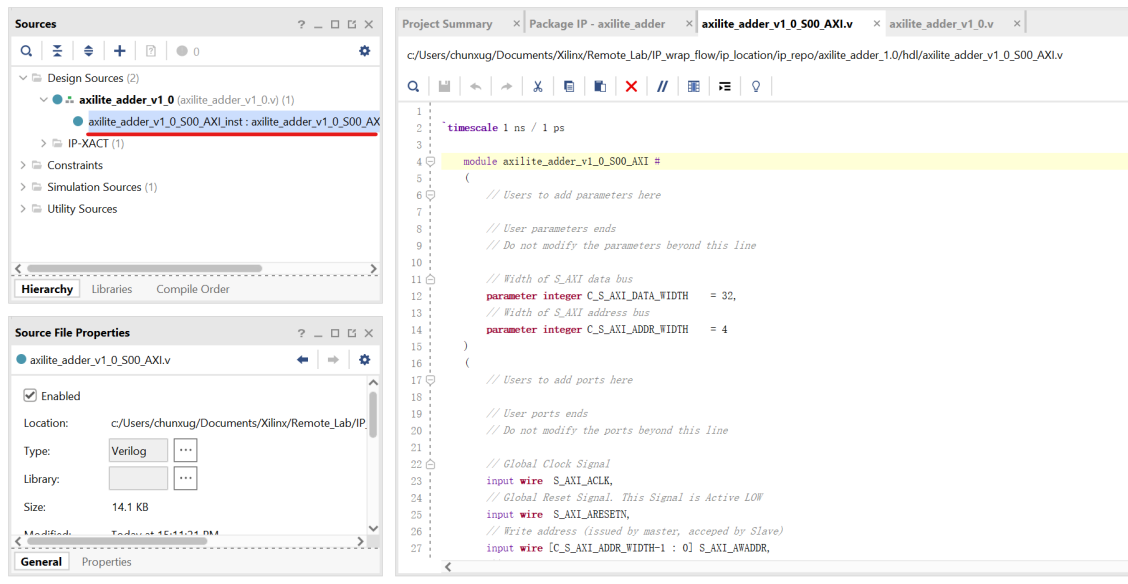 Sources
? _
0
Design Sources (2)
axilite_adder_v1_0 (axilite_adder_v1_0.v) (1)
axilite_adder_v1_0_S00_AXI_inst : axilite_adder_v1_0_S00_AX
IP-XACT (1)
Constraints
Simulation Sources (1)
Utility Sources
Hierarchy Libraries Compile Order
Source File Properties
? _
axilite_adder_v1_0_S00_AXI.v
Enabled
Location: c:/Users/chunxug/Documents/Xilinx/Remote_Lab/IP_
Type: Verilog ...
Library: ...
Size: 14.1 KB
Modified: Today at 15:11:21 PM
General Properties
Project Summary × Package IP - axilite_adder × axilite_adder_v1_0_S00_AXI.v × axilite_adder_v1_0.v ×
c:/Users/chunxug/Documents/Xilinx/Remote_Lab/IP_wrap_flow/ip_location/ip_repo/axilite_adder_1.0/hdl/axilite_adder_v1_0_S00_AXI.v
1
2 `timescale 1 ns / 1 ps
3
4 module axilite_adder_v1_0_S00_AXI #
5 (
6 // Users to add parameters here
7
8 // User parameters ends
9 // Do not modify the parameters beyond this line
10
11 // Width of S_AXI data bus
12 parameter integer C_S_AXI_DATA_WIDTH = 32,
13 // Width of S_AXI address bus
14 parameter integer C_S_AXI_ADDR_WIDTH = 4
15 )
16 (
17 // Users to add ports here
18
19 // User ports ends
20 // Do not modify the ports beyond this line
21
22 // Global Clock Signal
23 input wire S_AXI_ACLK,
24 // Global Reset Signal. This Signal is Active LOW
25 input wire S_AXI_ARESETN,
26 // Write address (issued by master, acceped by Slave)
27 input wire [C_S_AXI_ADDR_WIDTH-1 : 0] S_AXI_AWADDR,